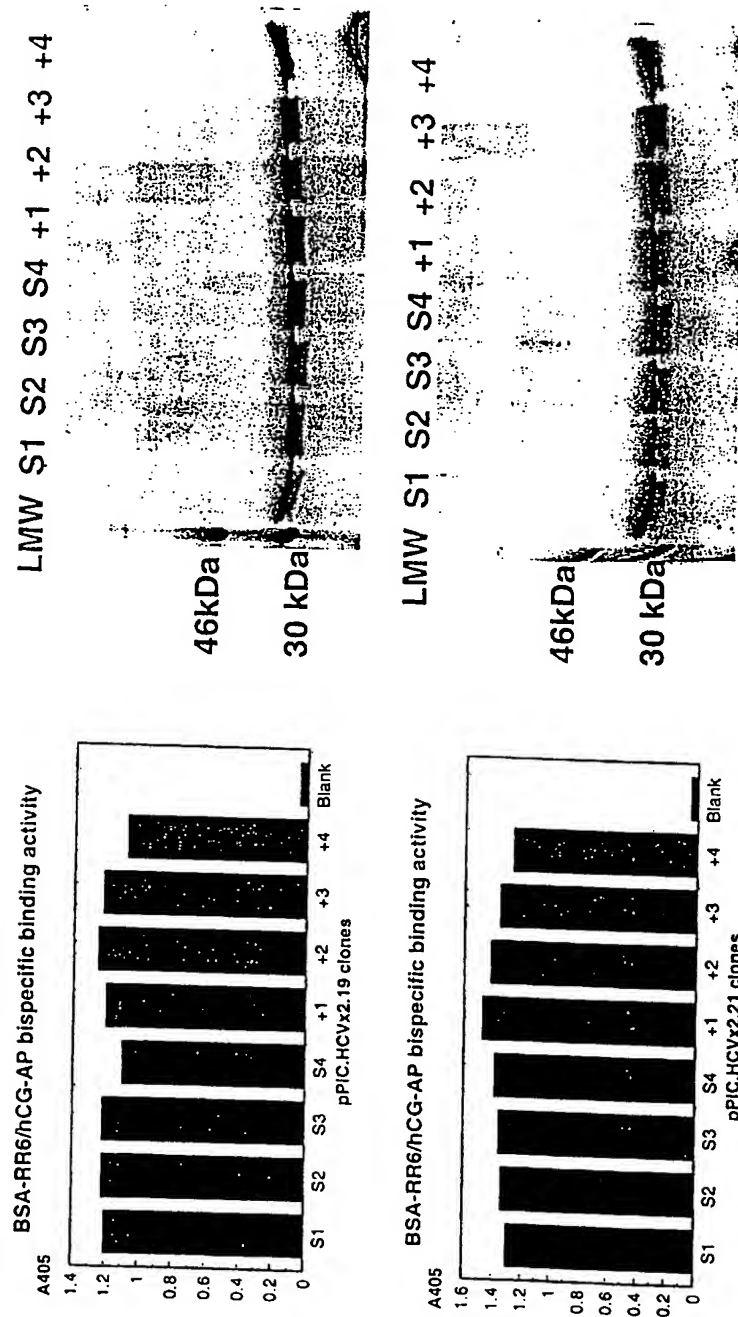 BSA-RR6/hCG-AP bispecific binding activity
A405
1.4
1.2
1
0.8
0.6
0.4
0.2
0
S1 S2 S3 S4 +1 +2 +3 +4 Blank
pPIC.HCVx2.19 clones
LMW S1 S2 S3 S4 +1 +2 +3 +4
46kDa
30 kDa
BSA-RR6/hCG-AP bispecific binding activity
A405
1.6
1.4
1.2
1
0.8
0.6
0.4
0.2
0
S1 S2 S3 S4 +1 +2 +3 +4 Blank
pPIC.HCVx2.21 clones
LMW S1 S2 S3 S4 +1 +2 +3 +4
46kDa
30 kDa